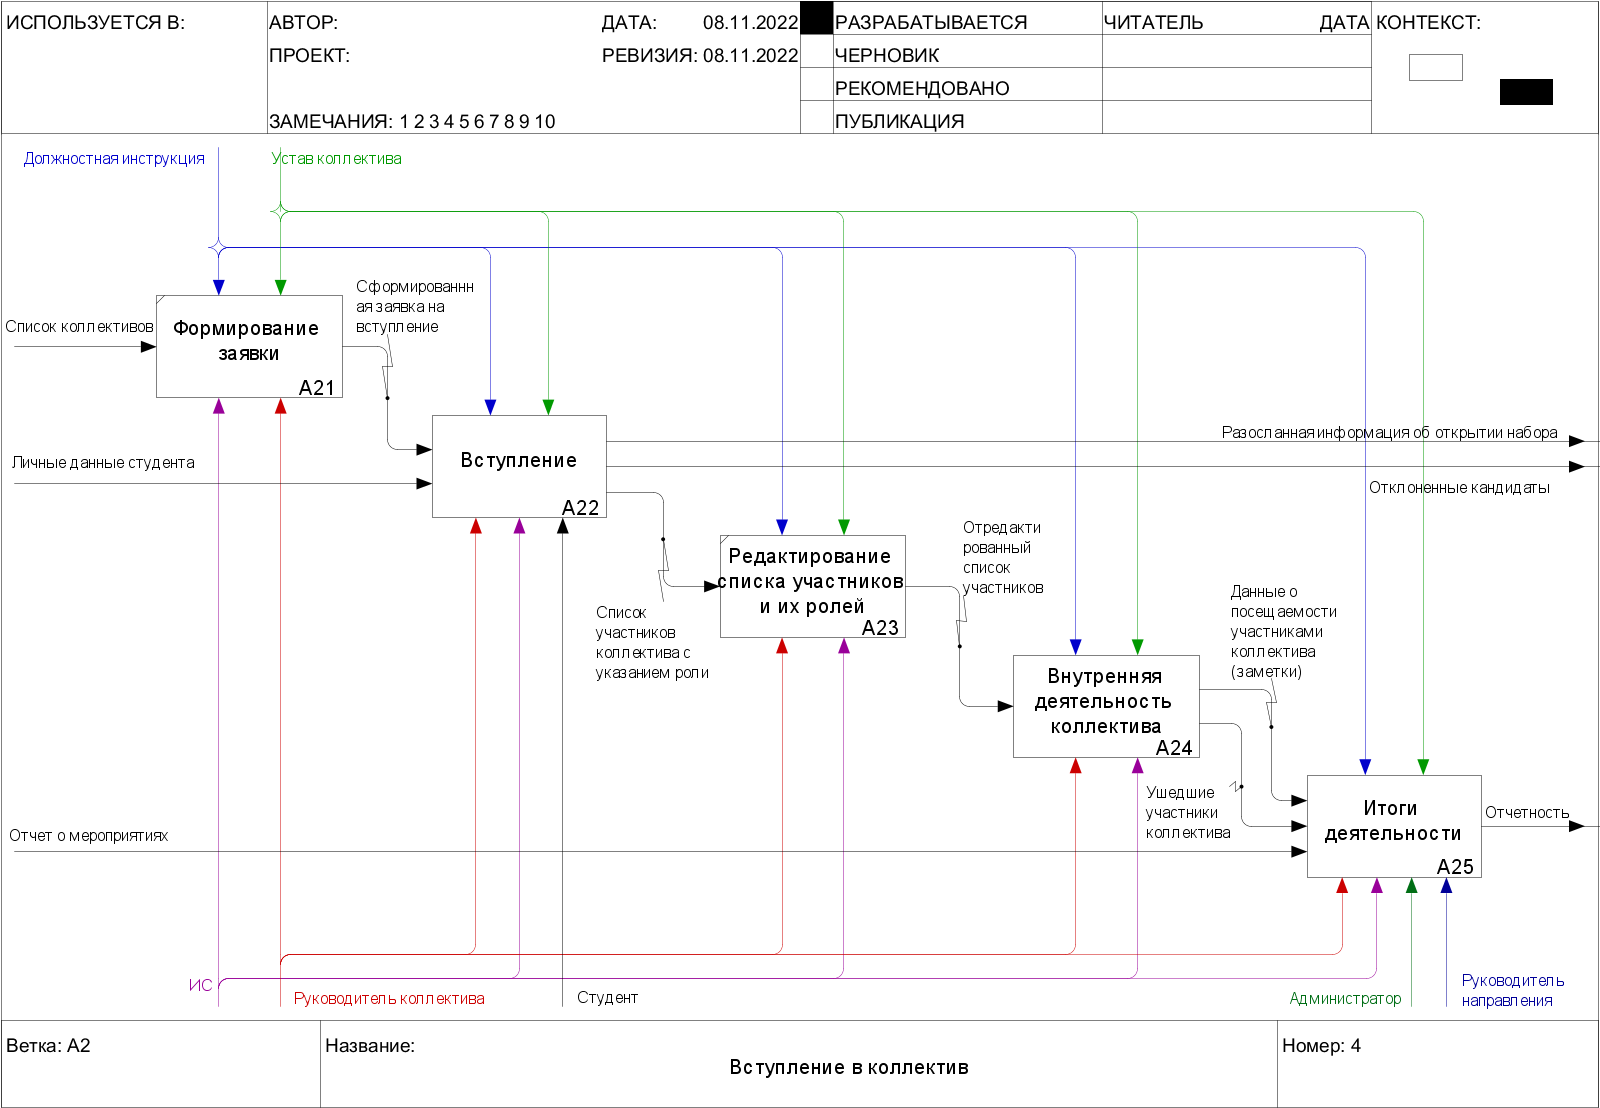 ИСПОЛЬЗУЕТСЯ В:
АВТОР:
ДАТА: 08.11.2022
РАЗРАБАТЫВАЕТСЯ
ЧИТАТЕЛЬ
ДАТА
КОНТЕКСТ:
ПРОЕКТ:
РЕВИЗИЯ: 08.11.2022
ЧЕРНОВИК
РЕКОМЕНДОВАНО
ЗАМЕЧАНИЯ: 1 2 3 4 5 6 7 8 9 10
ПУБЛИКАЦИЯ
Должностная инструкция
Устав коллектива
Сформированнн
ая заявка на
вступление
Список коллективов
Формирование
заявки
A21
Разосланная информация об открытии набора
Личные данные студента
Вступление
A22
Отклоненные кандидаты
Отредакти
рованный
список
участников
Редактирование
списка участников
и их ролей
A23
Список
участников
коллектива с
указанием роли
Данные о
посещаемости
участниками
коллектива
(заметки)
Внутренняя
деятельность
коллектива
A24
Ушедшие
участники
коллектива
Отчет о мероприятиях
Итоги
деятельности
A25
Отчетность
ИС
Руководитель коллектива
Студент
Администратор
Руководитель
направления
Ветка: A2
Название:
Вступление в коллектив
Номер: 4